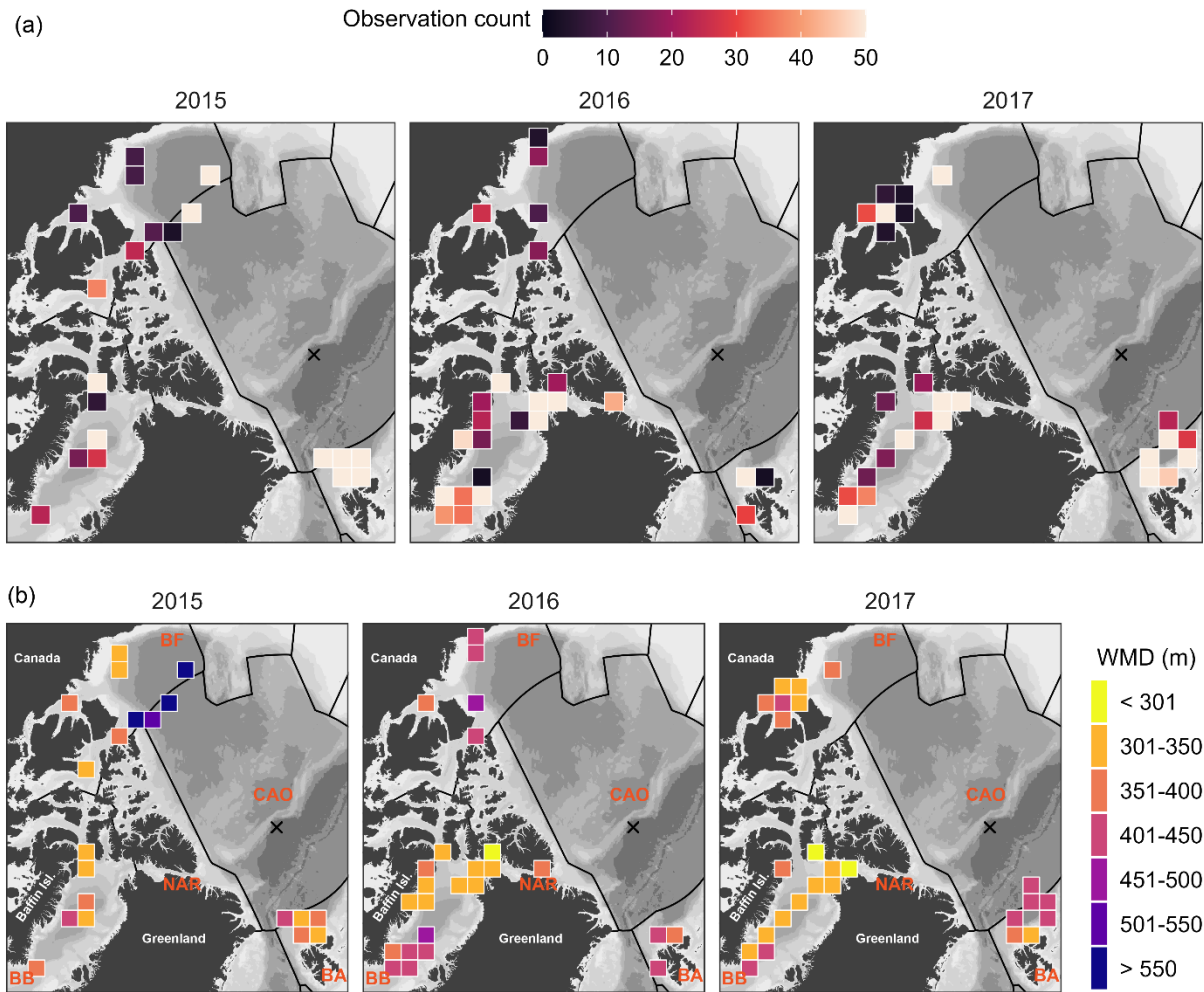 (a)
Observation count
0 10 20 30 40 50
2015 2016 2017
(b)
2015 2016 2017
BF BF BF
Canada Canada Canada
WMD (m)
< 301
301-350
351-400
401-450
451-500
501-550
> 550
CAO CAO CAO
NAR NAR NAR
Baffin Isl. Baffin Isl. Baffin Isl.
Greenland Greenland Greenland
BB BA BB BA BB BA